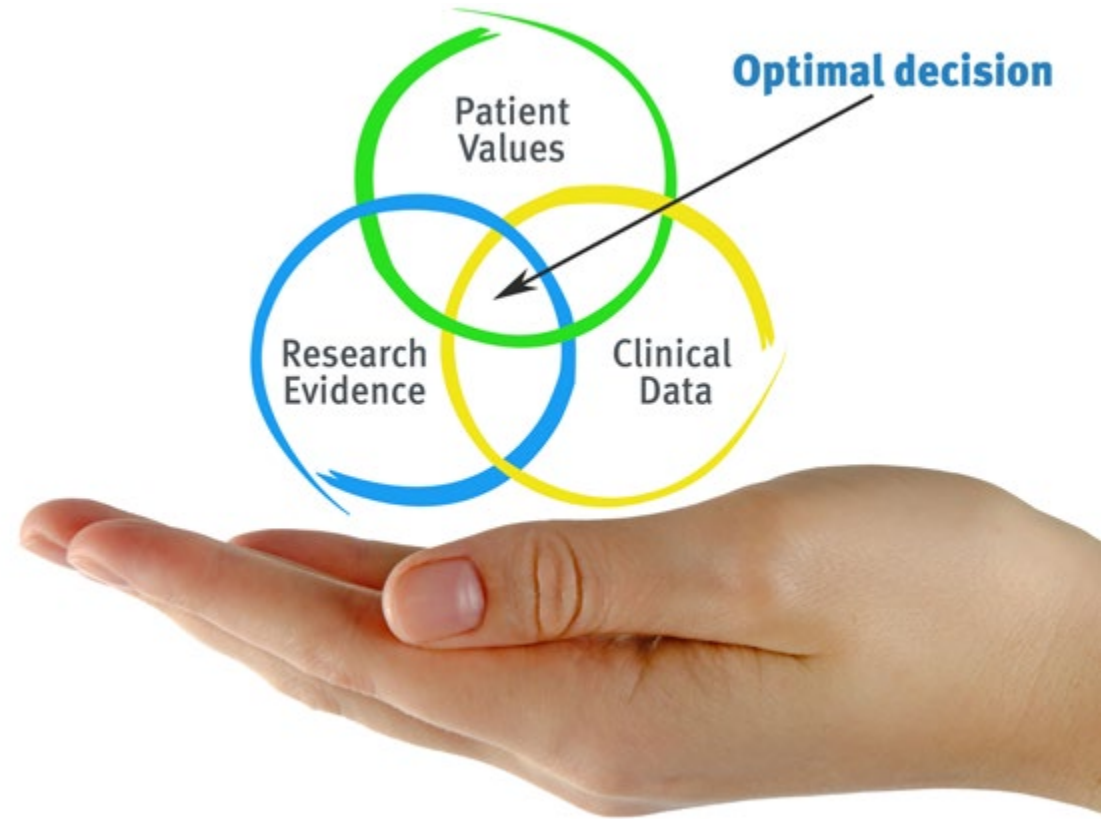 Optimal decision
Patient
Values
Research
Evidence
Clinical
Data